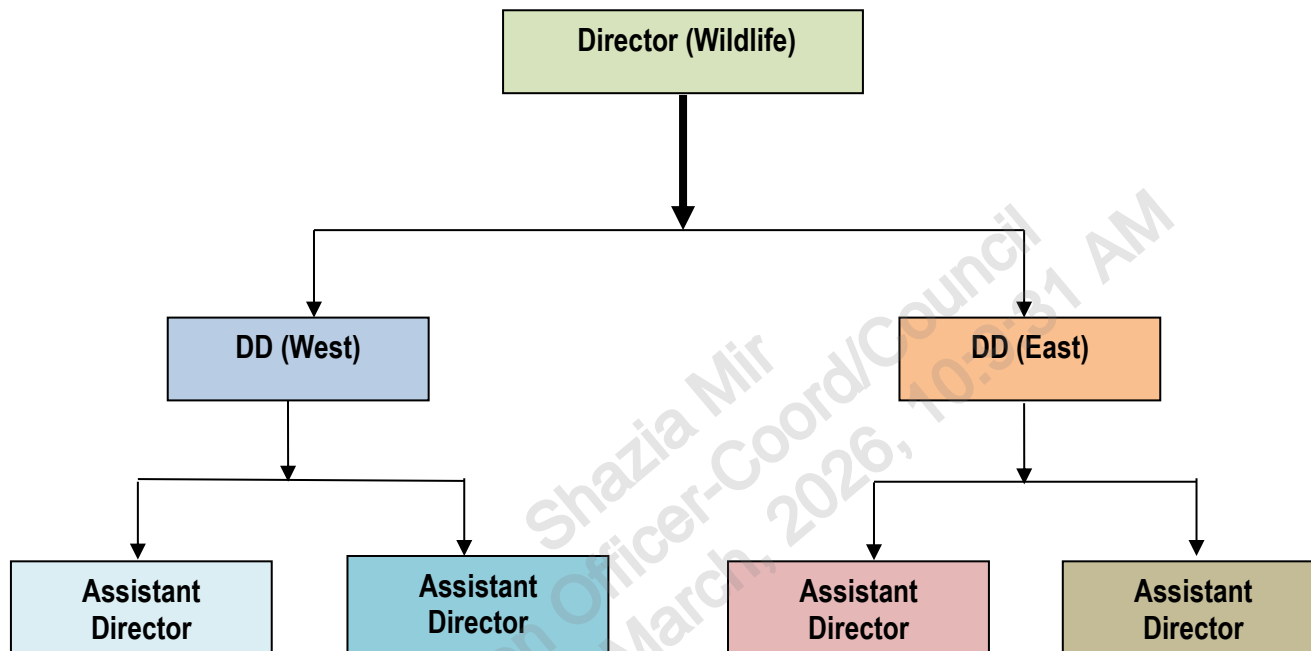 Director (Wildlife)
DD (West)
DD (East)
Assistant
Director
Assistant
Director
Assistant
Director
Assistant
Director
Shazia Mir
Officer-Coord/Council
March, 2026, 10:9:31 AM